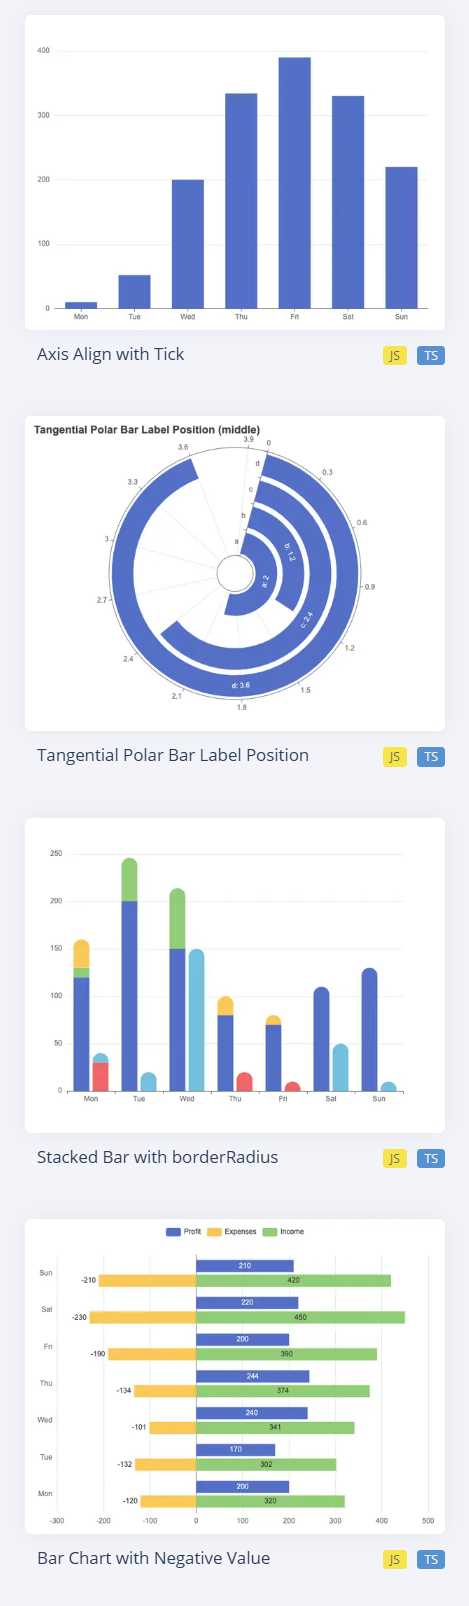 400
300
200
100
0
Mon Tue Wed Thu Fri Sat Sun
Axis Align with Tick JS TS
Tangential Polar Bar Label Position (middle)
3.9 0
3.6 d
c 0.3
3.3
b
0.6
3 a b: 1.2
a: 2 0.9
2.7
c: 2.4
1.2
2.4
d: 3.6 1.5
2.1
1.8
Tangential Polar Bar Label Position JS TS
250
200
150
100
50
0
Mon Tue Wed Thu Fri Sat Sun
Stacked Bar with borderRadius JS TS
Profit Expenses Income
210
Sun -210 420
220
Sat -230 450
200
Fri -190 390
244
Thu -134 374
240
Wed -101 341
170
Tue -132 302
200
Mon -120 320
-300 -200 -100 0 100 200 300 400 500
Bar Chart with Negative Value JS TS